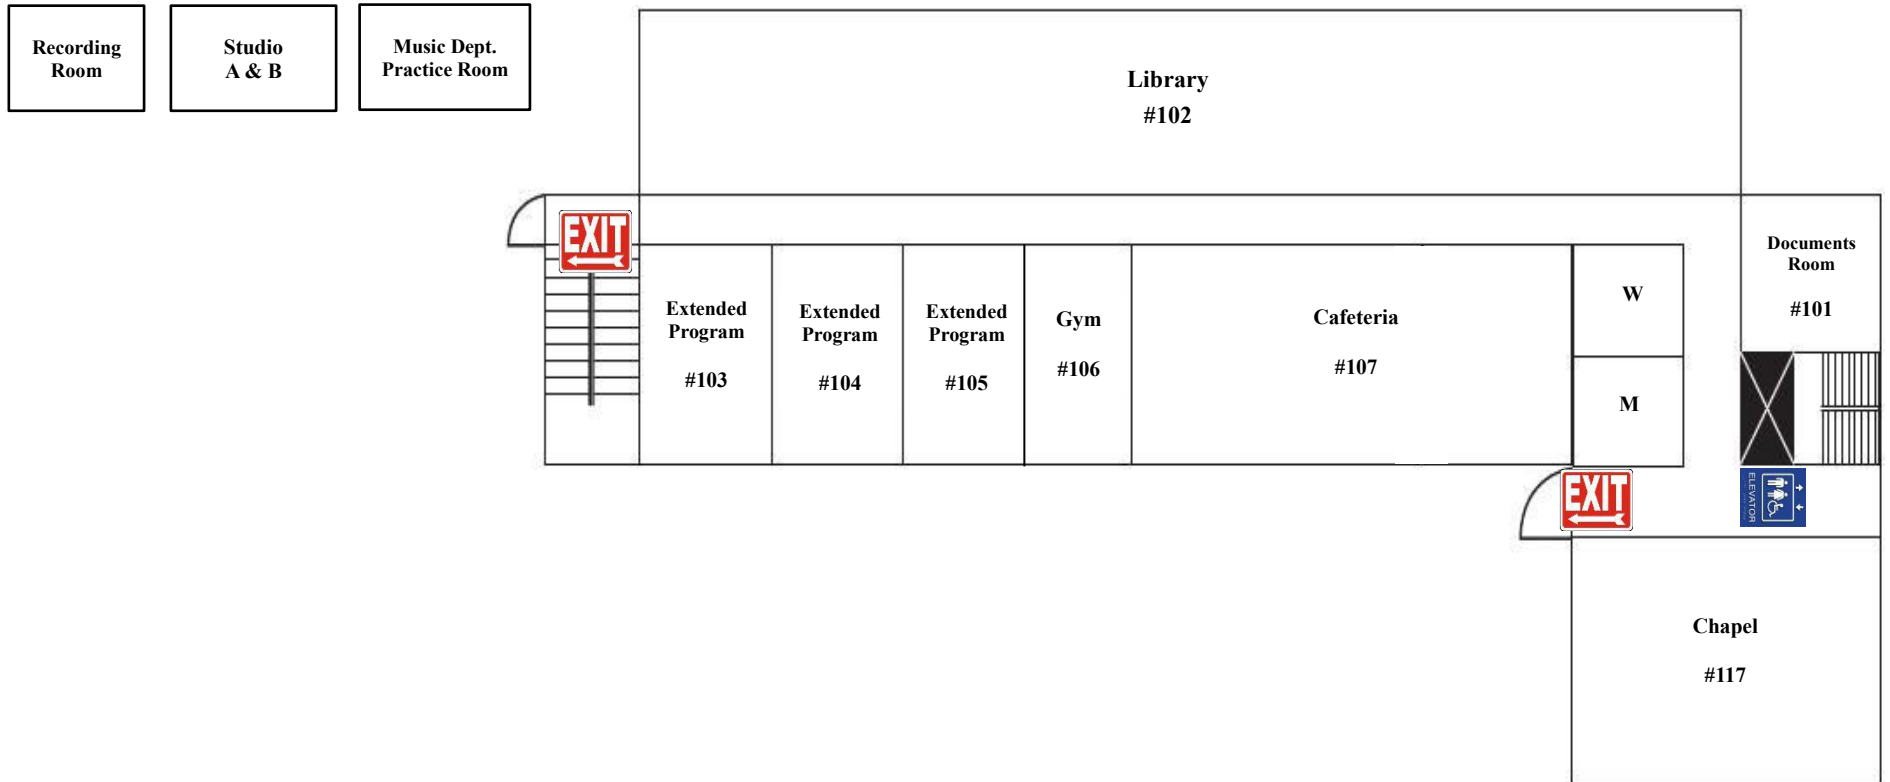 Recording
Room
Studio
A & B
Music Dept.
Practice Room
Library
#102
EXIT
Extended
Program
#103
Extended
Program
#104
Extended
Program
#105
Gym
#106
Cafeteria
#107
W
M
Documents
Room
#101
EXIT
ELEVATOR
Chapel
#117